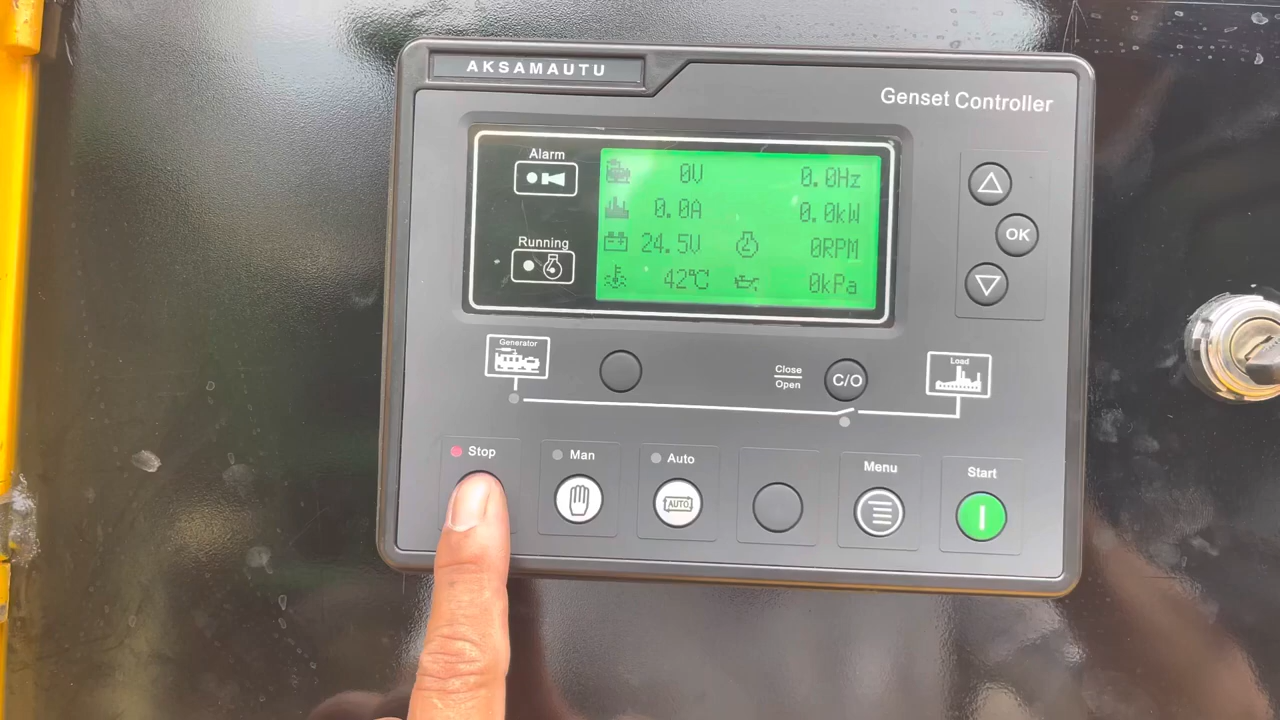 AKSAMAUTU
Genset Controller
Alarm
Running
0V 0.0Hz
0.0A 0.0kW
24.5V 0RPM
42℃ 0kPa
OK
Generator
Close
Open
C/O
Load
Stop
Man
Auto
AUTO
Menu
Start